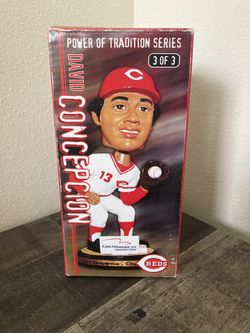 POWER OF TRADITION SERIES
3 OF 3
DAVID
CONCEPCION
13
REDS